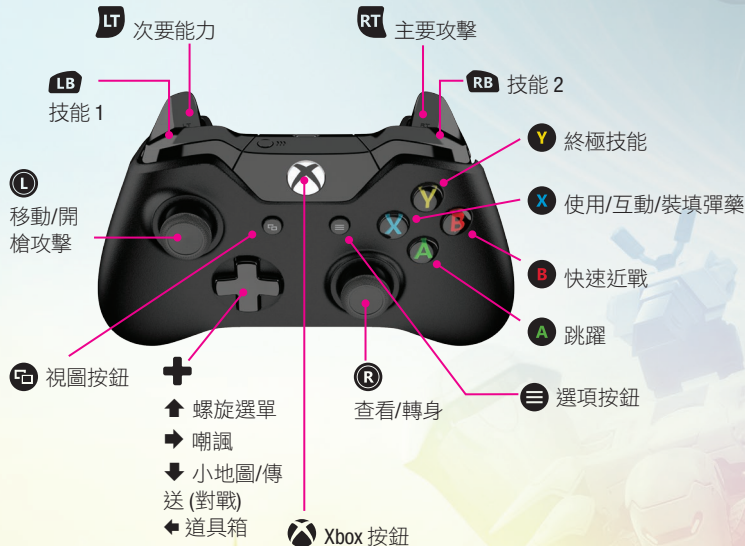 LT 次要能力
RT 主要攻擊
LB
技能 1
RB 技能 2
Y 終極技能
L
移動/開
槍攻擊
X 使用/互動/裝填彈藥
B 快速近戰
A 跳躍
Y
X
B
A
視圖按鈕
螺旋選單
嘲諷
小地圖/傳
送 (對戰)
道具箱
R
查看/轉身
選項按鈕
Xbox 按鈕